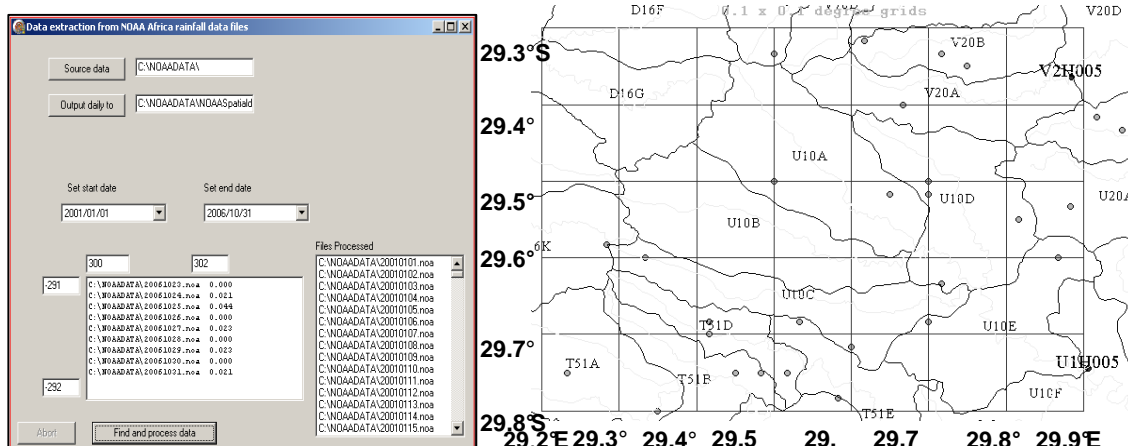 Data extraction from NOAA Africa rainfall data files
Source data
C:\NOAADATA\
Output daily to
C:\NOAADATA\NOAASpatiald
Set start date
Set end date
2001/01/01
2006/10/31
300
302
-291
-292
C:\NOAADATA\20061023.noa 0.000
C:\NOAADATA\20061024.noa 0.021
C:\NOAADATA\20061025.noa 0.044
C:\NOAADATA\20061026.noa 0.000
C:\NOAADATA\20061027.noa 0.023
C:\NOAADATA\20061028.noa 0.000
C:\NOAADATA\20061029.noa 0.023
C:\NOAADATA\20061030.noa 0.000
C:\NOAADATA\20061031.noa 0.021
Files Processed
C:\NOAADATA\20010101.noa
C:\NOAADATA\20010102.noa
C:\NOAADATA\20010103.noa
C:\NOAADATA\20010104.noa
C:\NOAADATA\20010105.noa
C:\NOAADATA\20010106.noa
C:\NOAADATA\20010107.noa
C:\NOAADATA\20010108.noa
C:\NOAADATA\20010109.noa
C:\NOAADATA\20010110.noa
C:\NOAADATA\20010111.noa
C:\NOAADATA\20010112.noa
C:\NOAADATA\20010113.noa
C:\NOAADATA\20010114.noa
C:\NOAADATA\20010115.noa
Abort
Find and process data
D16F
0.1 x 0.1 degree grids
V20D
29.3°S
V20B
V2H005
D16G
V20A
29.4°
U10A
29.5°
U10D
U20A
U10B
6K
29.6°
U10C
T51D
U10E
29.7°
T51A
U1H005
T51B
U10F
T51E
29.8°S
29.2°E 29.3° 29.4° 29.5 29. 29.7 29.8° 29.9°E